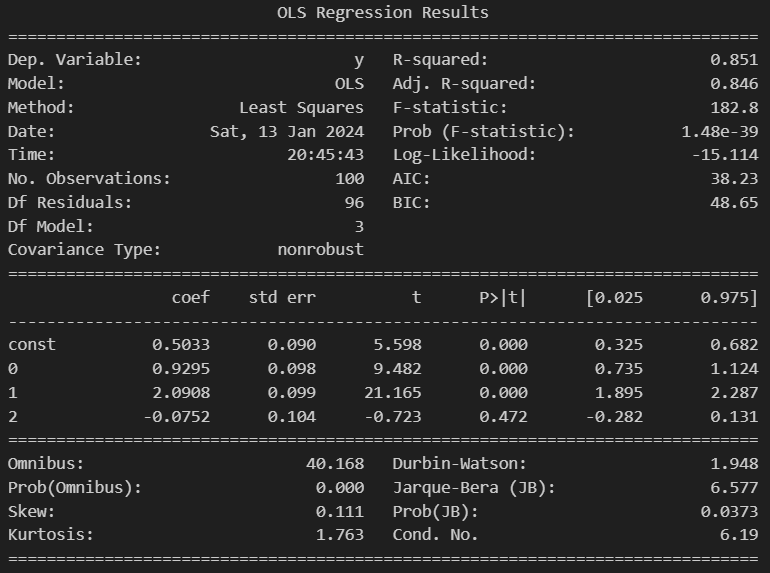 OLS Regression Results
==============================================================================
Dep. Variable:                      y   R-squared:                       0.851
Model:                            OLS   Adj. R-squared:                  0.846
Method:                 Least Squares   F-statistic:                     182.8
Date:                Sat, 13 Jan 2024   Prob (F-statistic):           1.48e-39
Time:                        20:45:43   Log-Likelihood:                -15.114
No. Observations:                 100   AIC:                             38.23
Df Residuals:                      96   BIC:                             48.65
Df Model:                           3
Covariance Type:            nonrobust
==============================================================================
                 coef    std err          t      P>|t|      [0.025      0.975]
------------------------------------------------------------------------------
const          0.5033      0.090      5.598      0.000       0.325       0.682
0              0.9295      0.098      9.482      0.000       0.735       1.124
1              2.0908      0.099     21.165      0.000       1.895       2.287
2             -0.0752      0.104     -0.723      0.472      -0.282       0.131
==============================================================================
Omnibus:                       40.168   Durbin-Watson:                   1.948
Prob(Omnibus):                  0.000   Jarque-Bera (JB):                6.577
Skew:                           0.111   Prob(JB):                       0.0373
Kurtosis:                       1.763   Cond. No.                         6.19
==============================================================================